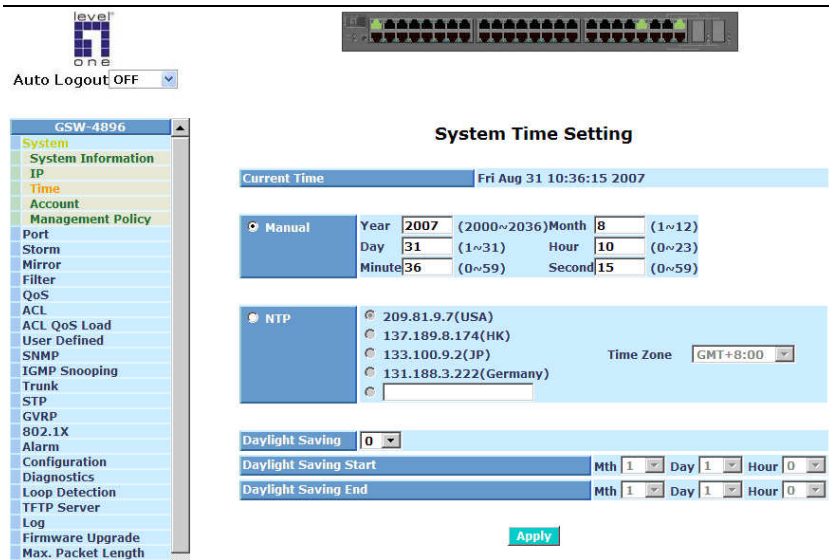 level
one
Auto Logout OFF
GSW-4896
System
System Information
IP
Time
Account
Management Policy
Port
Storm
Mirror
Filter
QoS
ACL
ACL QoS Load
User Defined
SNMP
IGMP Snooping
Trunk
STP
GVRP
802.1X
Alarm
Configuration
Diagnostics
Loop Detection
TFTP Server
Log
Firmware Upgrade
Max. Packet Length
System Time Setting
Current Time Fri Aug 31 10:36:15 2007
Manual Year 2007 (2000~2036) Month 8 (1~12)
Day 31 (1~31) Hour 10 (0~23)
Minute 36 (0~59) Second 15 (0~59)
NTP 209.81.9.7(USA)
137.189.8.174(HK)
133.100.9.2(JP) Time Zone GMT+8:00
131.188.3.222(Germany)
Daylight Saving 0
Daylight Saving Start Mth 1 Day 1 Hour 0
Daylight Saving End Mth 1 Day 1 Hour 0
Apply